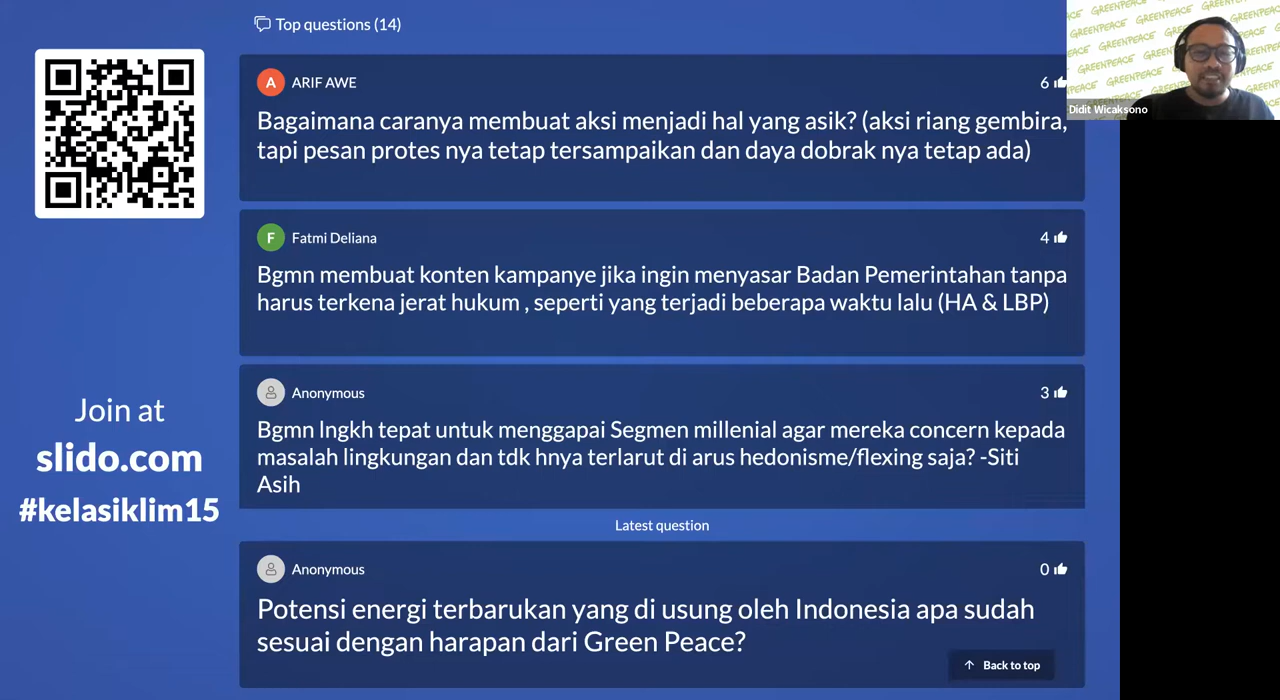 Top questions (14)
A ARIF AWE
6
Bagaimana caranya membuat aksi menjadi hal yang asik? (aksi riang gembira,
tapi pesan protes nya tetap tersampaikan dan daya dobrak nya tetap ada)
F Fatmi Deliana
4
Bgmn membuat konten kampanye jika ingin menyasar Badan Pemerintahan tanpa
harus terkena jerat hukum , seperti yang terjadi beberapa waktu lalu (HA & LBP)
Anonymous
3
Bgmn lngkh tepat untuk menggapai Segmen millenial agar mereka concern kepada
masalah lingkungan dan tdk hnya terlarut di arus hedonisme/flexing saja? -Siti
Asih
Latest question
Anonymous
0
Potensi energi terbarukan yang di usung oleh Indonesia apa sudah
sesuai dengan harapan dari Green Peace?
Back to top
Join at
slido.com
#kelasiklim15
GREENPEACE GREENPEACE
GREENPEACE GREENPEACE
GREENPEACE
Didit Wicaksono